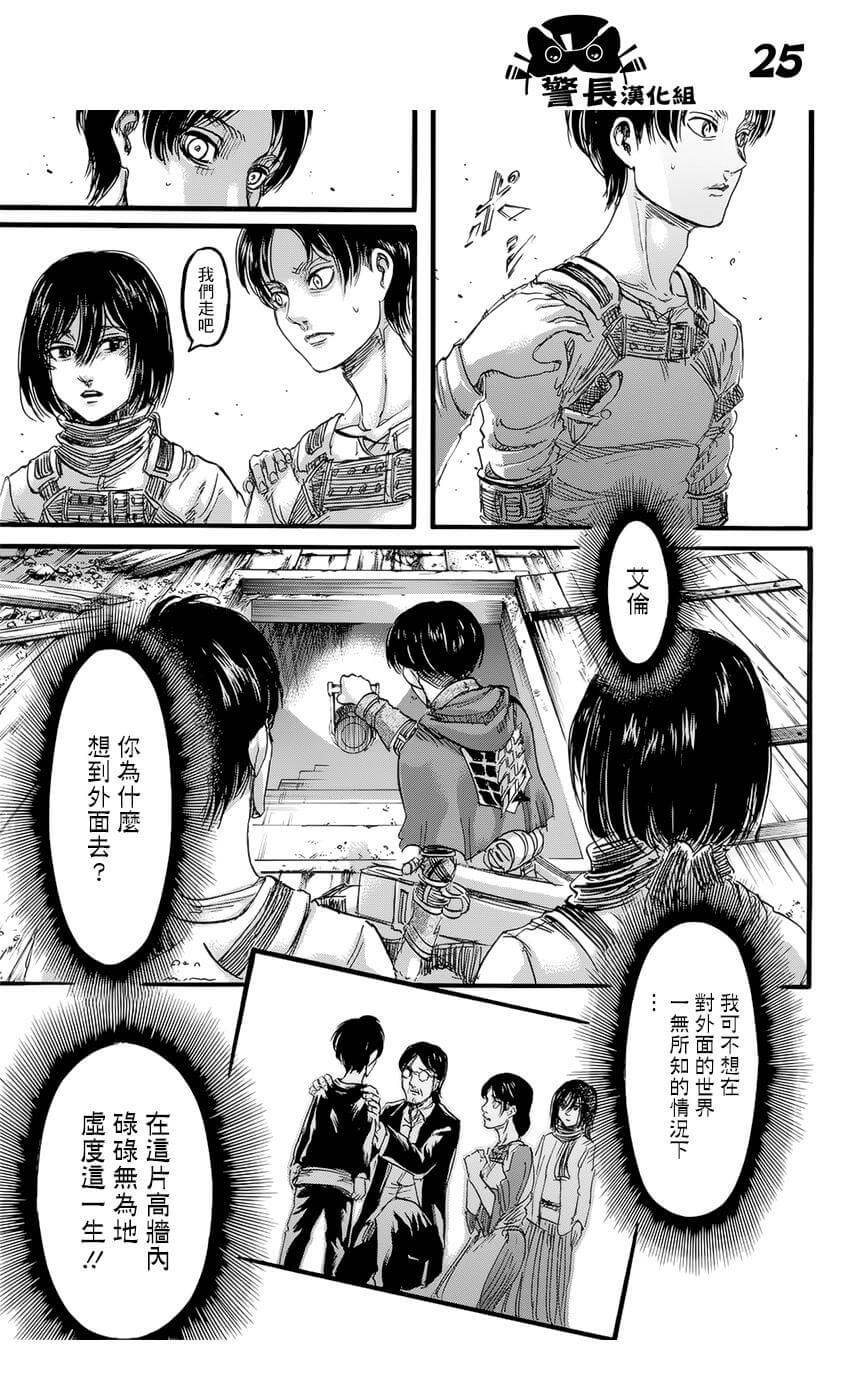 警長漢化組
25
ポン
我們走吧
艾倫
你為什麼
想到外面去？
我可不想在
對外面的世界
一無所知的情況下
…
在這片高牆內
碌碌無為地
虛度這一生!!